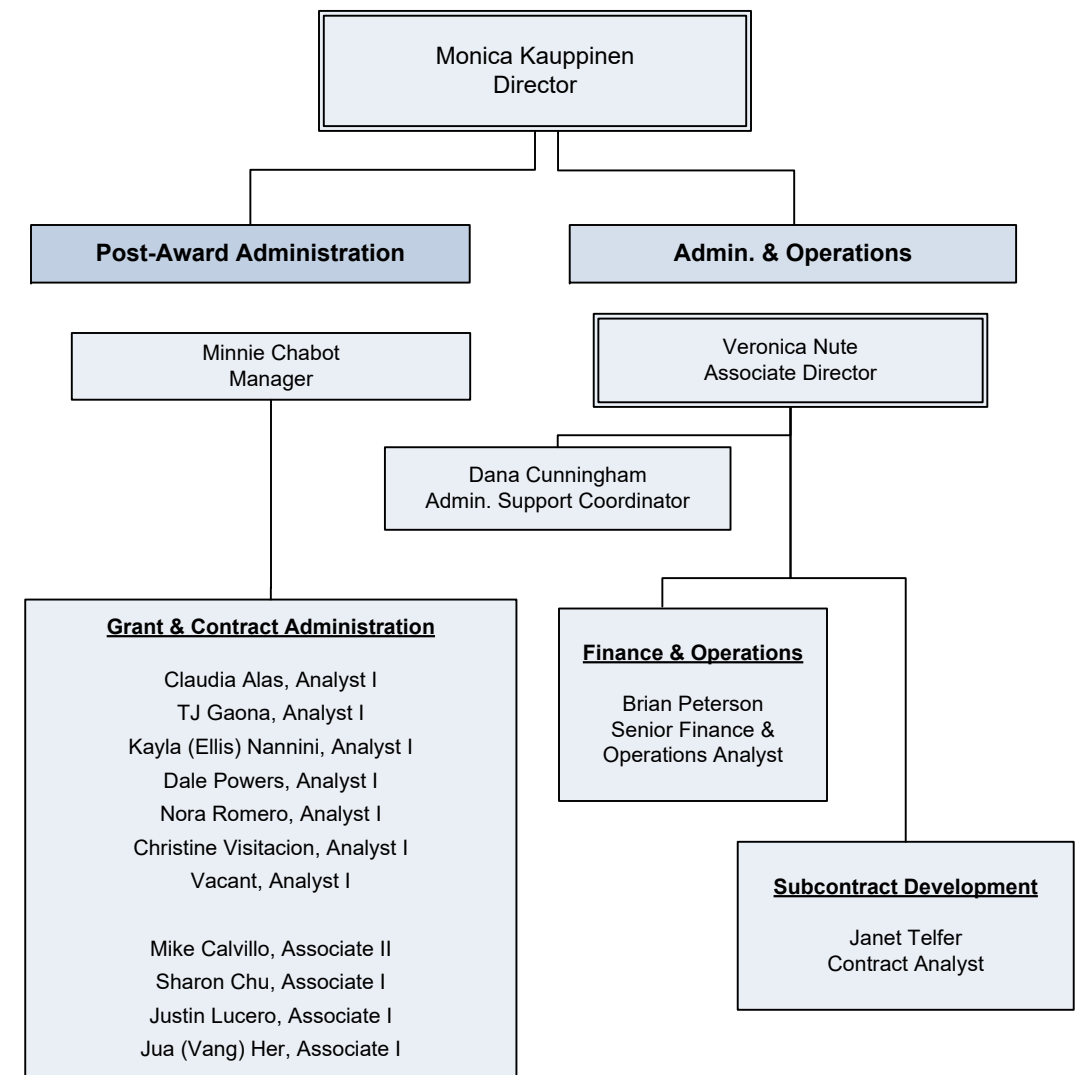 Monica Kauppinen
Director
Post-Award Administration
Admin. & Operations
Minnie Chabot
Manager
Veronica Nute
Associate Director
Dana Cunningham
Admin. Support Coordinator
Grant & Contract Administration
Claudia Alas, Analyst I
TJ Gaona, Analyst I
Kayla (Ellis) Nannini, Analyst I
Dale Powers, Analyst I
Nora Romero, Analyst I
Christine Visitacion, Analyst I
Vacant, Analyst I
Mike Calvillo, Associate II
Sharon Chu, Associate I
Justin Lucero, Associate I
Jua (Vang) Her, Associate I
Finance & Operations
Brian Peterson
Senior Finance &
Operations Analyst
Subcontract Development
Janet Telfer
Contract Analyst